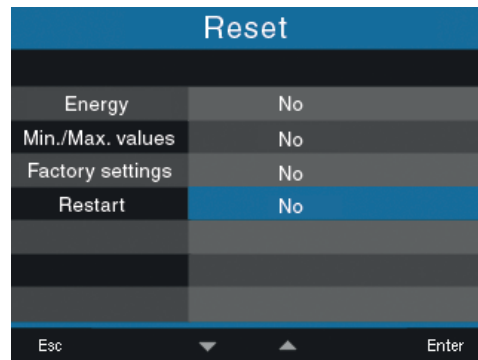 Reset
Energy No
Min./Max. values No
Factory settings No
Restart No
Esc Enter